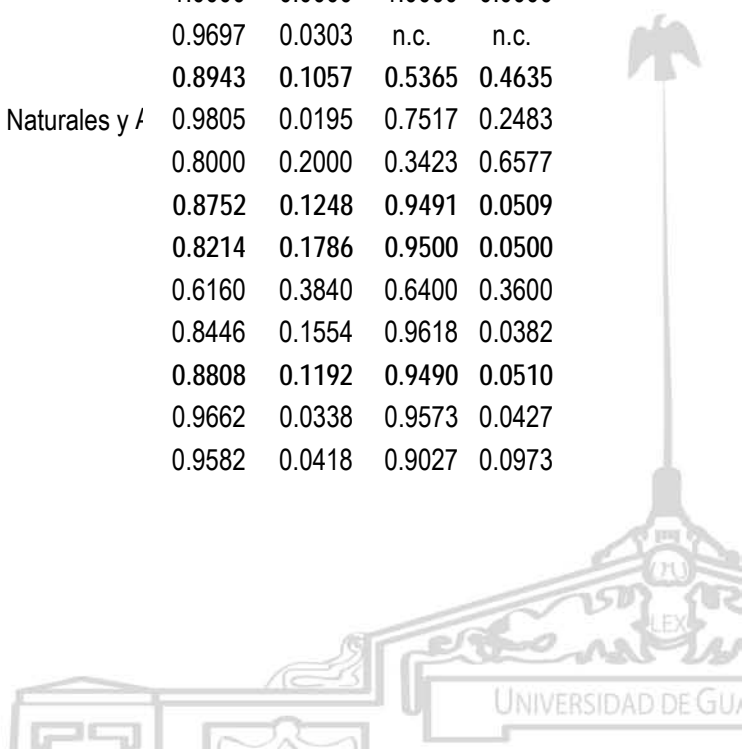 0.9697 0.0303 n.c. n.c.
0.8943 0.1057 0.5365 0.4635
Naturales y 0.9805 0.0195 0.7517 0.2483
0.8000 0.2000 0.3423 0.6577
0.8752 0.1248 0.9491 0.0509
0.8214 0.1786 0.9500 0.0500
0.6160 0.3840 0.6400 0.3600
0.8446 0.1554 0.9618 0.0382
0.8808 0.1192 0.9490 0.0510
0.9662 0.0338 0.9573 0.0427
0.9582 0.0418 0.9027 0.0973
LEX
UNIVERSIDAD DE